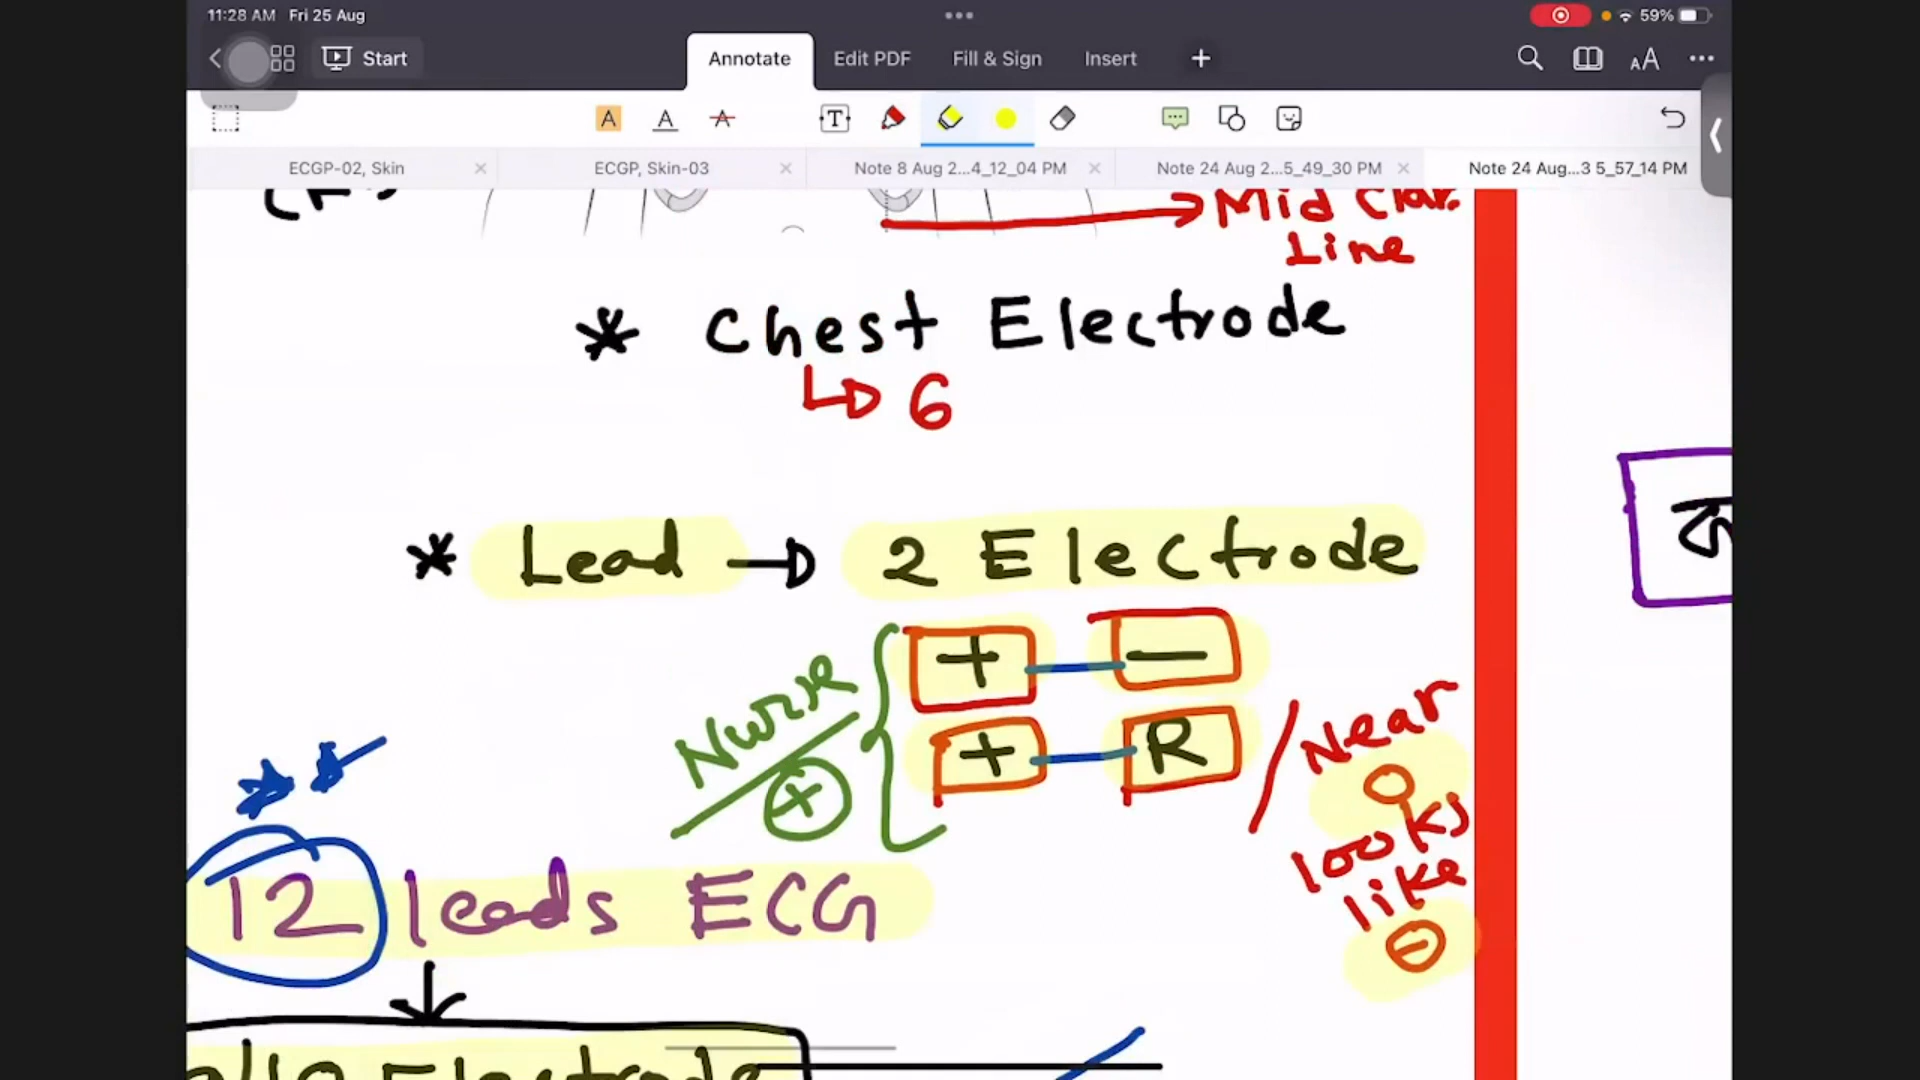 11:28 AM Fri 25 Aug
59%
Start
Annotate
Edit PDF
Fill & Sign
Insert
ECGP-02, Skin
ECGP, Skin-03
Note 8 Aug 2...4_12_04 PM
Note 24 Aug 2...5_49_30 PM
Note 24 Aug...3 5_57_14 PM
Mid Clav.
Line
* Chest Electrode
6
* Lead → 2 Electrode
+ —
+ R
Nurse
+
Near
O
looks
like
⊖
12 leads ECG
Electrode